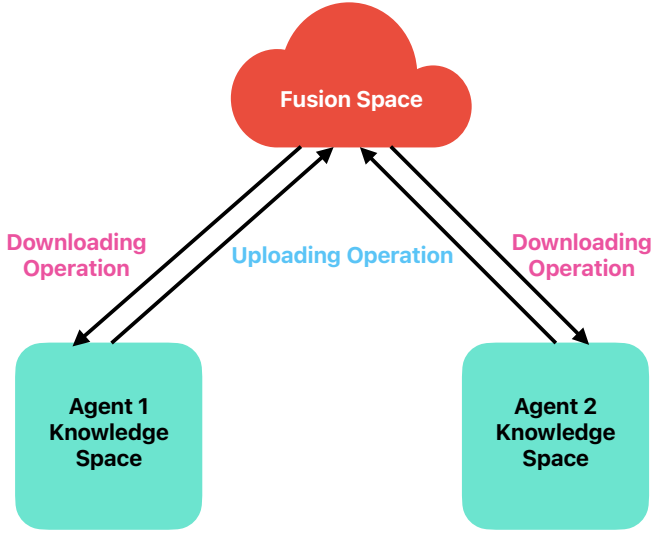 Fusion Space
Downloading
Operation
Uploading Operation
Downloading
Operation
Agent 1
Knowledge
Space
Agent 2
Knowledge
Space